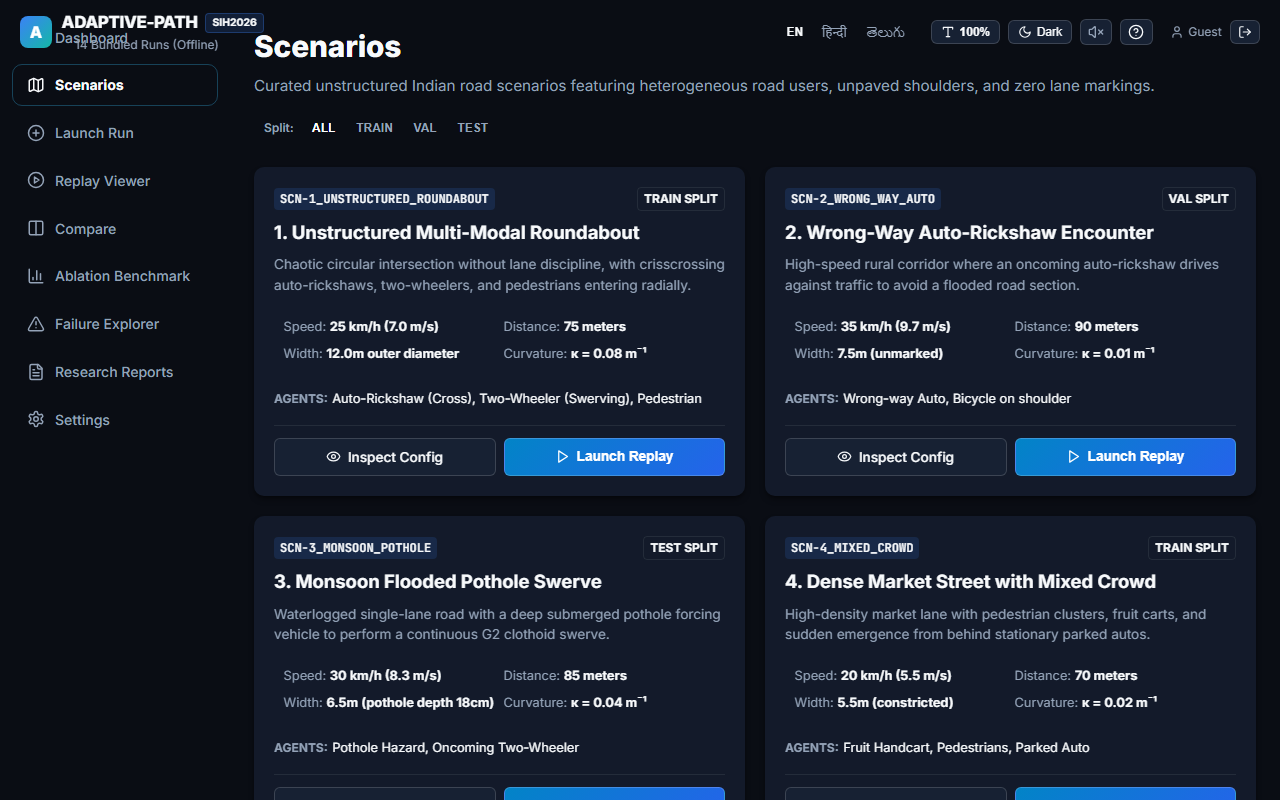 A
ADAPTIVE-PATH SIH2026
Dashboard
14 Bundled Runs (Offline)
EN हिन्दी తెలుగు 100% Dark Guest
Scenarios
Scenarios
Curated unstructured Indian road scenarios featuring heterogeneous road users, unpaved shoulders, and zero lane markings.
Launch Run
Replay Viewer
Compare
Ablation Benchmark
Failure Explorer
Research Reports
Settings
Split: ALL TRAIN VAL TEST
SCN-1_UNSTRUCTURED_ROUNDABOUT TRAIN SPLIT
1. Unstructured Multi-Modal Roundabout
Chaotic circular intersection without lane discipline, with crisscrossing
auto-rickshaws, two-wheelers, and pedestrians entering radially.
Speed: 25 km/h (7.0 m/s) Distance: 75 meters
Width: 12.0m outer diameter Curvature: κ = 0.08 m⁻¹
AGENTS: Auto-Rickshaw (Cross), Two-Wheeler (Swerving), Pedestrian
Inspect Config Launch Replay
SCN-2_WRONG_WAY_AUTO VAL SPLIT
2. Wrong-Way Auto-Rickshaw Encounter
High-speed rural corridor where an oncoming auto-rickshaw drives
against traffic to avoid a flooded road section.
Speed: 35 km/h (9.7 m/s) Distance: 90 meters
Width: 7.5m (unmarked) Curvature: κ = 0.01 m⁻¹
AGENTS: Wrong-way Auto, Bicycle on shoulder
Inspect Config Launch Replay
SCN-3_MONSOON_POTHOLE TEST SPLIT
3. Monsoon Flooded Pothole Swerve
Waterlogged single-lane road with a deep submerged pothole forcing
vehicle to perform a continuous G2 clothoid swerve.
Speed: 30 km/h (8.3 m/s) Distance: 85 meters
Width: 6.5m (pothole depth 18cm) Curvature: κ = 0.04 m⁻¹
AGENTS: Pothole Hazard, Oncoming Two-Wheeler
SCN-4_MIXED_CROWD TRAIN SPLIT
4. Dense Market Street with Mixed Crowd
High-density market lane with pedestrian clusters, fruit carts, and
sudden emergence from behind stationary parked autos.
Speed: 20 km/h (5.5 m/s) Distance: 70 meters
Width: 5.5m (constricted) Curvature: κ = 0.02 m⁻¹
AGENTS: Fruit Handcart, Pedestrians, Parked Auto